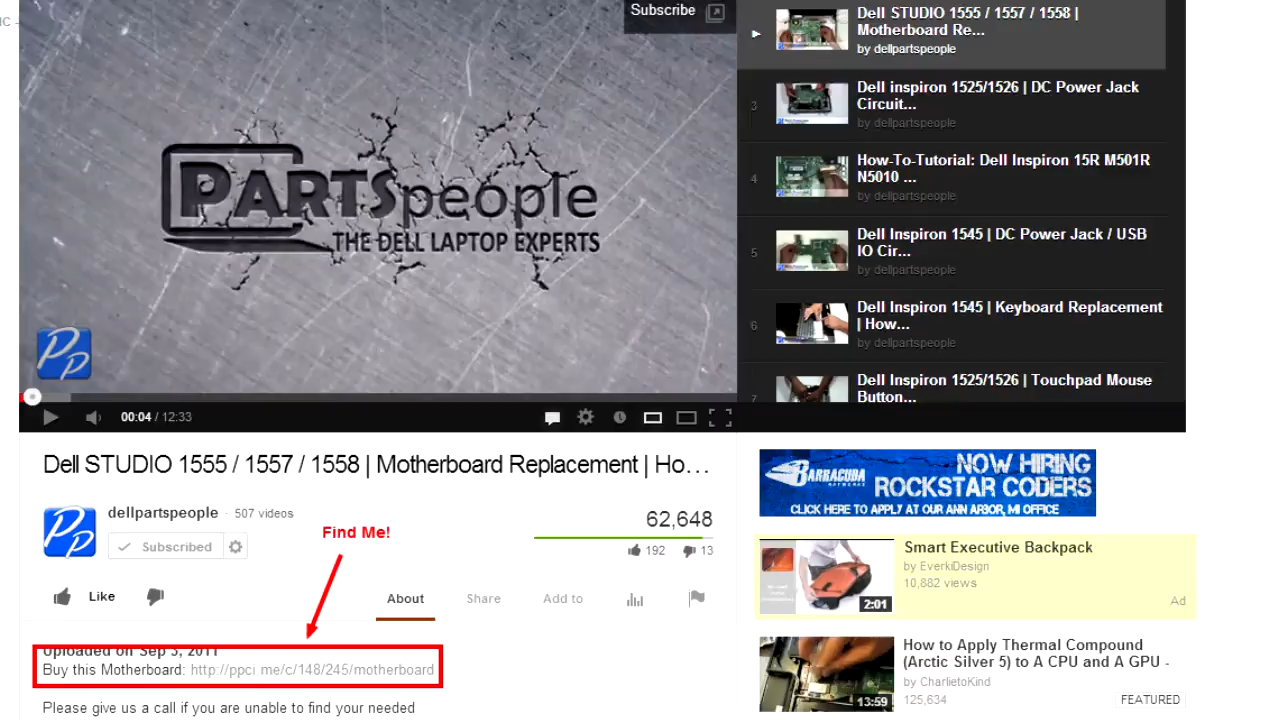 Subscribe
PARTSpeople
THE DELL LAPTOP EXPERTS
PP
00:04 / 12:33
Dell STUDIO 1555 / 1557 / 1558 |
Motherboard Re...
by dellpartspeople
3
Dell inspiron 1525/1526 | DC Power Jack
Circuit...
by dellpartspeople
4
How-To-Tutorial: Dell Inspiron 15R M501R
N5010 ...
by dellpartspeople
5
Dell Inspiron 1545 | DC Power Jack / USB
IO Cir...
by dellpartspeople
6
Dell Inspiron 1545 | Keyboard Replacement
| How...
by dellpartspeople
7
Dell Inspiron 1525/1526 | Touchpad Mouse
Button...
Dell STUDIO 1555 / 1557 / 1558 | Motherboard Replacement | Ho...
PP
dellpartspeople - 507 videos
Subscribed
Find Me!
62,648
192 13
Like
About Share Add to
Uploaded on Sep 3, 2011
Buy this Motherboard: http://ppci.me/c/148/245/motherboard
Please give us a call if you are unable to find your needed
BARRACUDA
NETWORKS
NOW HIRING
ROCKSTAR CODERS
CLICK HERE TO APPLY AT OUR ANN ARBOR, MI OFFICE
2:01
Smart Executive Backpack
by EverkiDesign
10,882 views
Ad
13:59
How to Apply Thermal Compound
(Arctic Silver 5) to A CPU and A GPU -
by CharlietoKind
125,634
FEATURED